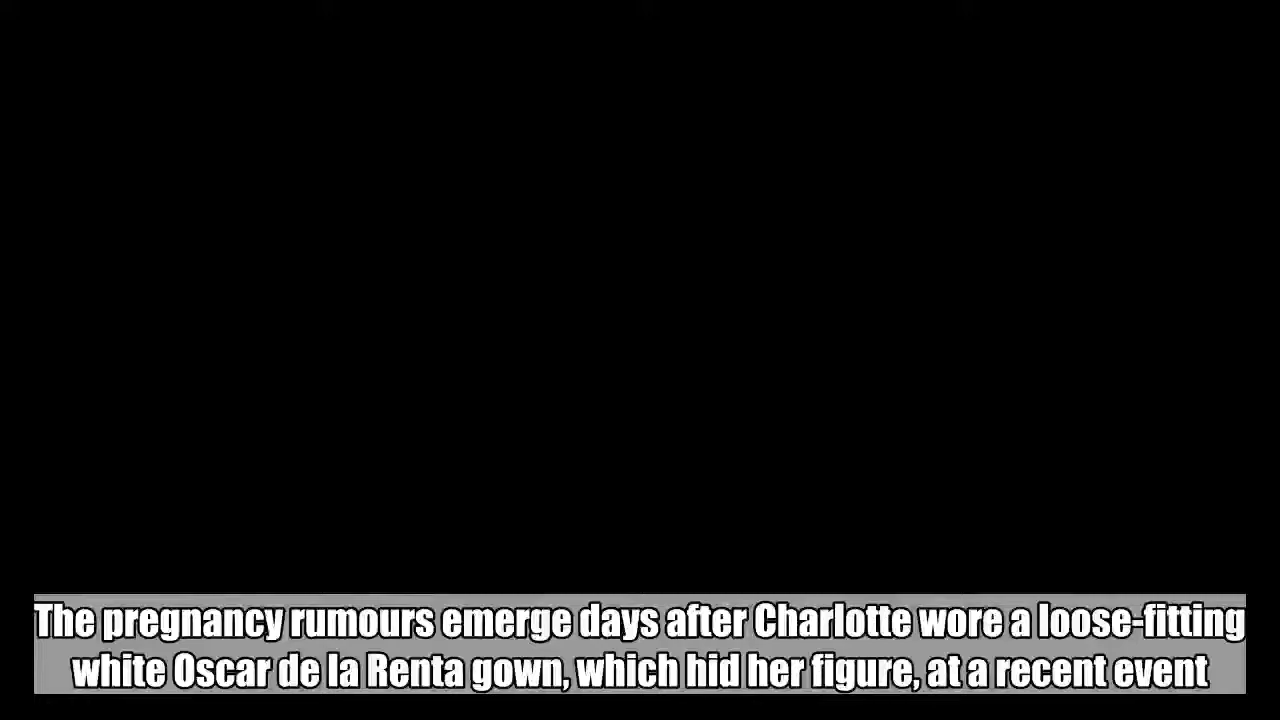 The pregnancy rumours emerge days after Charlotte wore a loose-fitting
white Oscar de la Renta gown, which hid her figure, at a recent event